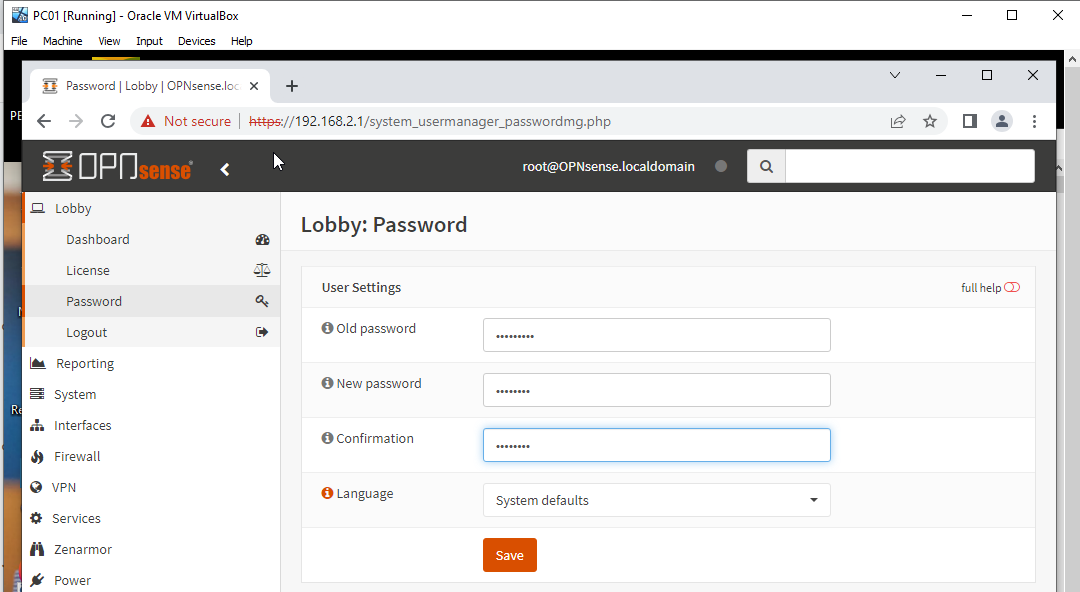 PC01 [Running] - Oracle VM VirtualBox
File Machine View Input Devices Help
Password | Lobby | OPNsense.loc
Not secure https://192.168.2.1/system_usermanager_passwordmg.php
OPNsense®
root@OPNsense.localdomain
Lobby
Dashboard
License
Password
Logout
Reporting
System
Interfaces
Firewall
VPN
Services
Zenarmor
Power
Lobby: Password
User Settings
full help
Old password
•••••••••
New password
••••••••
Confirmation
••••••••
Language
System defaults
Save